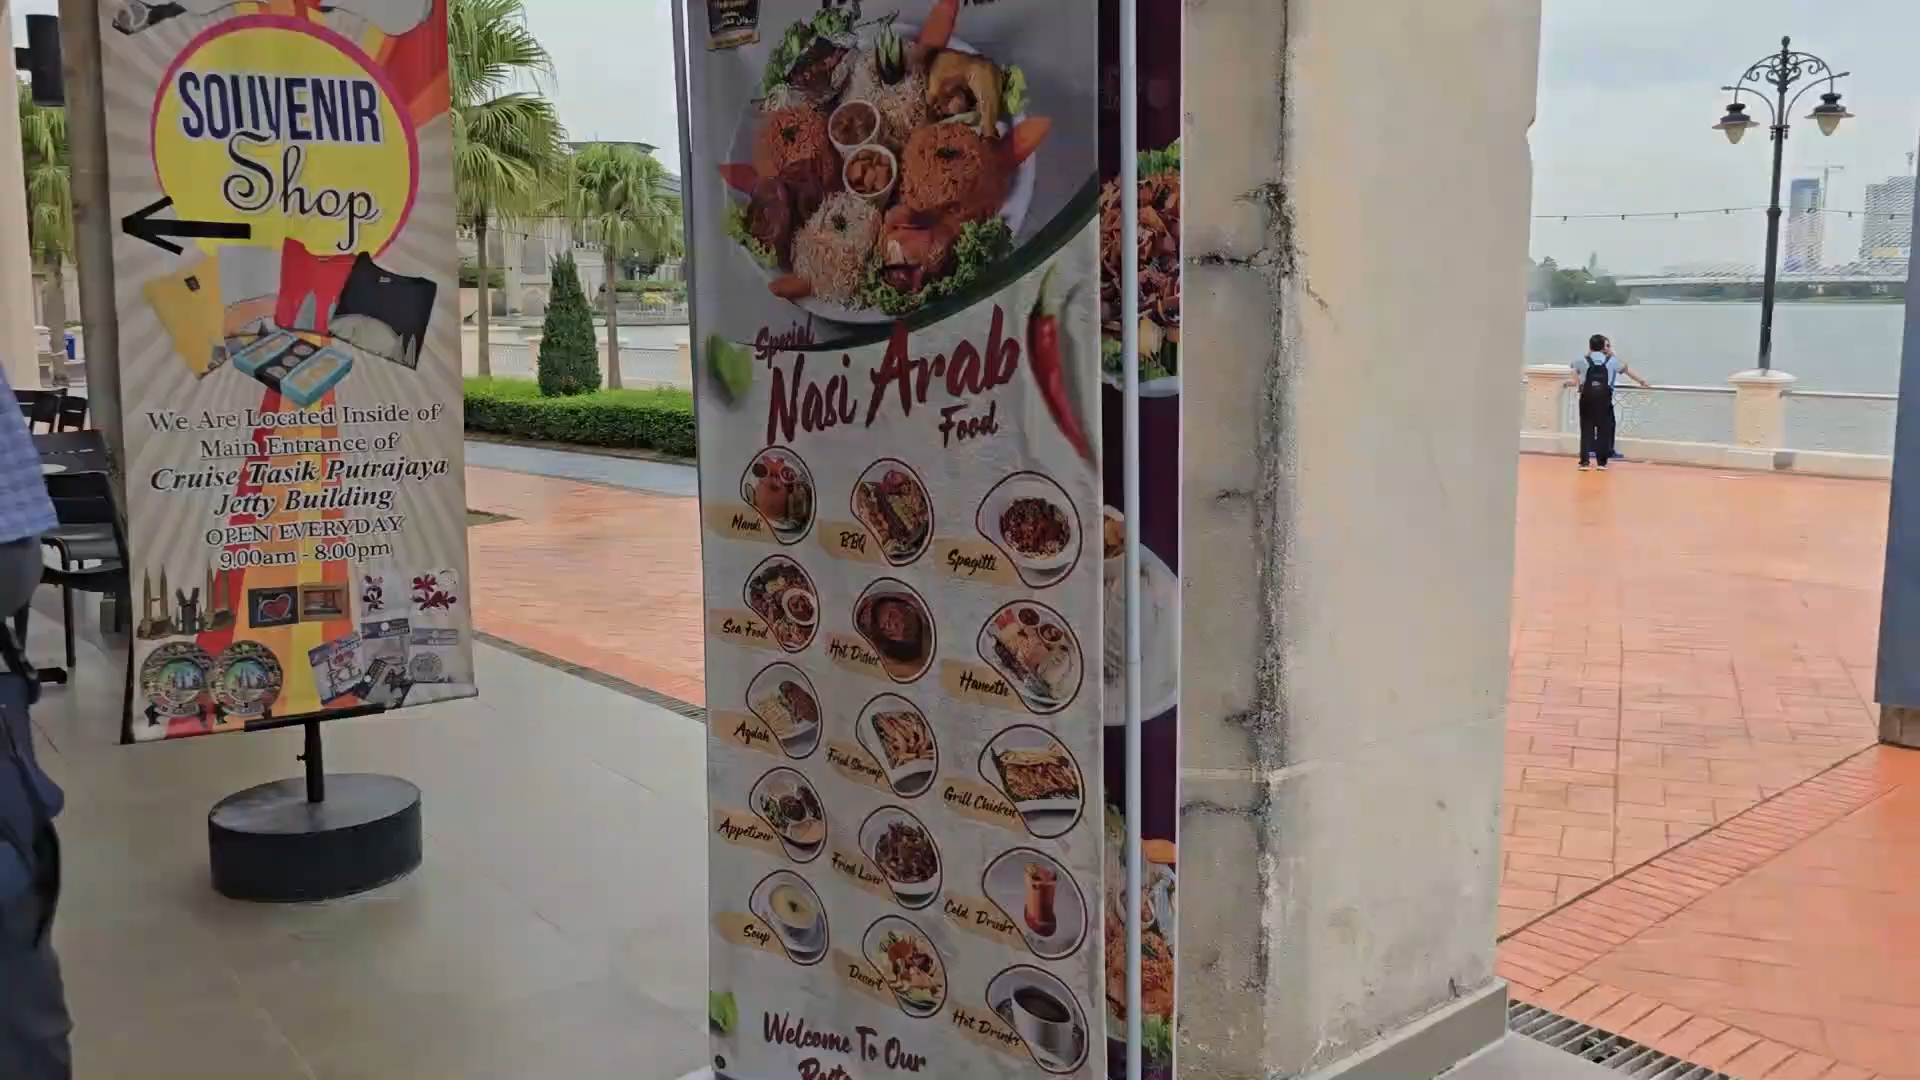 SOUVENIR
Shop
We Are Located Inside of
Main Entrance of
Cruise Tasik Putrajaya
Jetty Building
OPEN EVERYDAY
9.00am - 8.00pm
Special
Nasi Arab
Food
Mandi
BBQ
Spagitti
Sea Food
Hot Dishes
Haneeth
Aqdah
Fried Shrimp
Grill Chicken
Appetizer
Fried Liver
Cold Drinks
Soup
Dessert
Hot Drinks
Welcome To Our